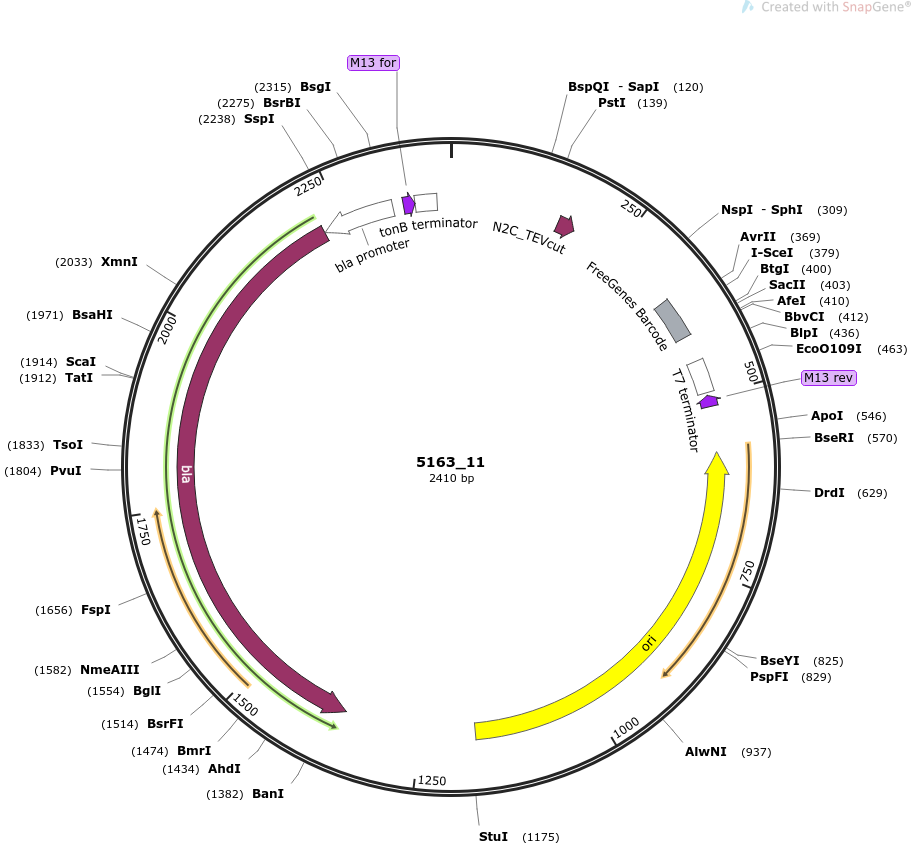 Created with SnapGene®
M13 for
(2315) BsgI
(2275) BsrBI
(2238) SspI
BspQI - SapI (120)
PstI (139)
2250
250
tonB terminator
bla promoter
N2C_TEVcut
FreeGenes Barcode
T7 terminator
NspI - SphI (309)
AvrII (369)
I-SceI (379)
BtgI (400)
SacII (403)
AfeI (410)
BbvCI (412)
BlpI (436)
EcoO109I (463)
M13 rev
500
ApoI (546)
BseRI (570)
DrdI (629)
750
BseYI (825)
PspFI (829)
AlwNI (937)
1000
ori
StuI (1175)
1250
(1382) BanI
(1434) AhdI
(1474) BmrI
(1514) BsrFI
1500
(1554) BglI
(1582) NmeAIII
(1656) FspI
1750
(1804) PvuI
(1833) TsoI
(1912) TatI
(1914) ScaI
(1971) BsaHI
2000
(2033) XmnI
bla
5163_11
2410 bp